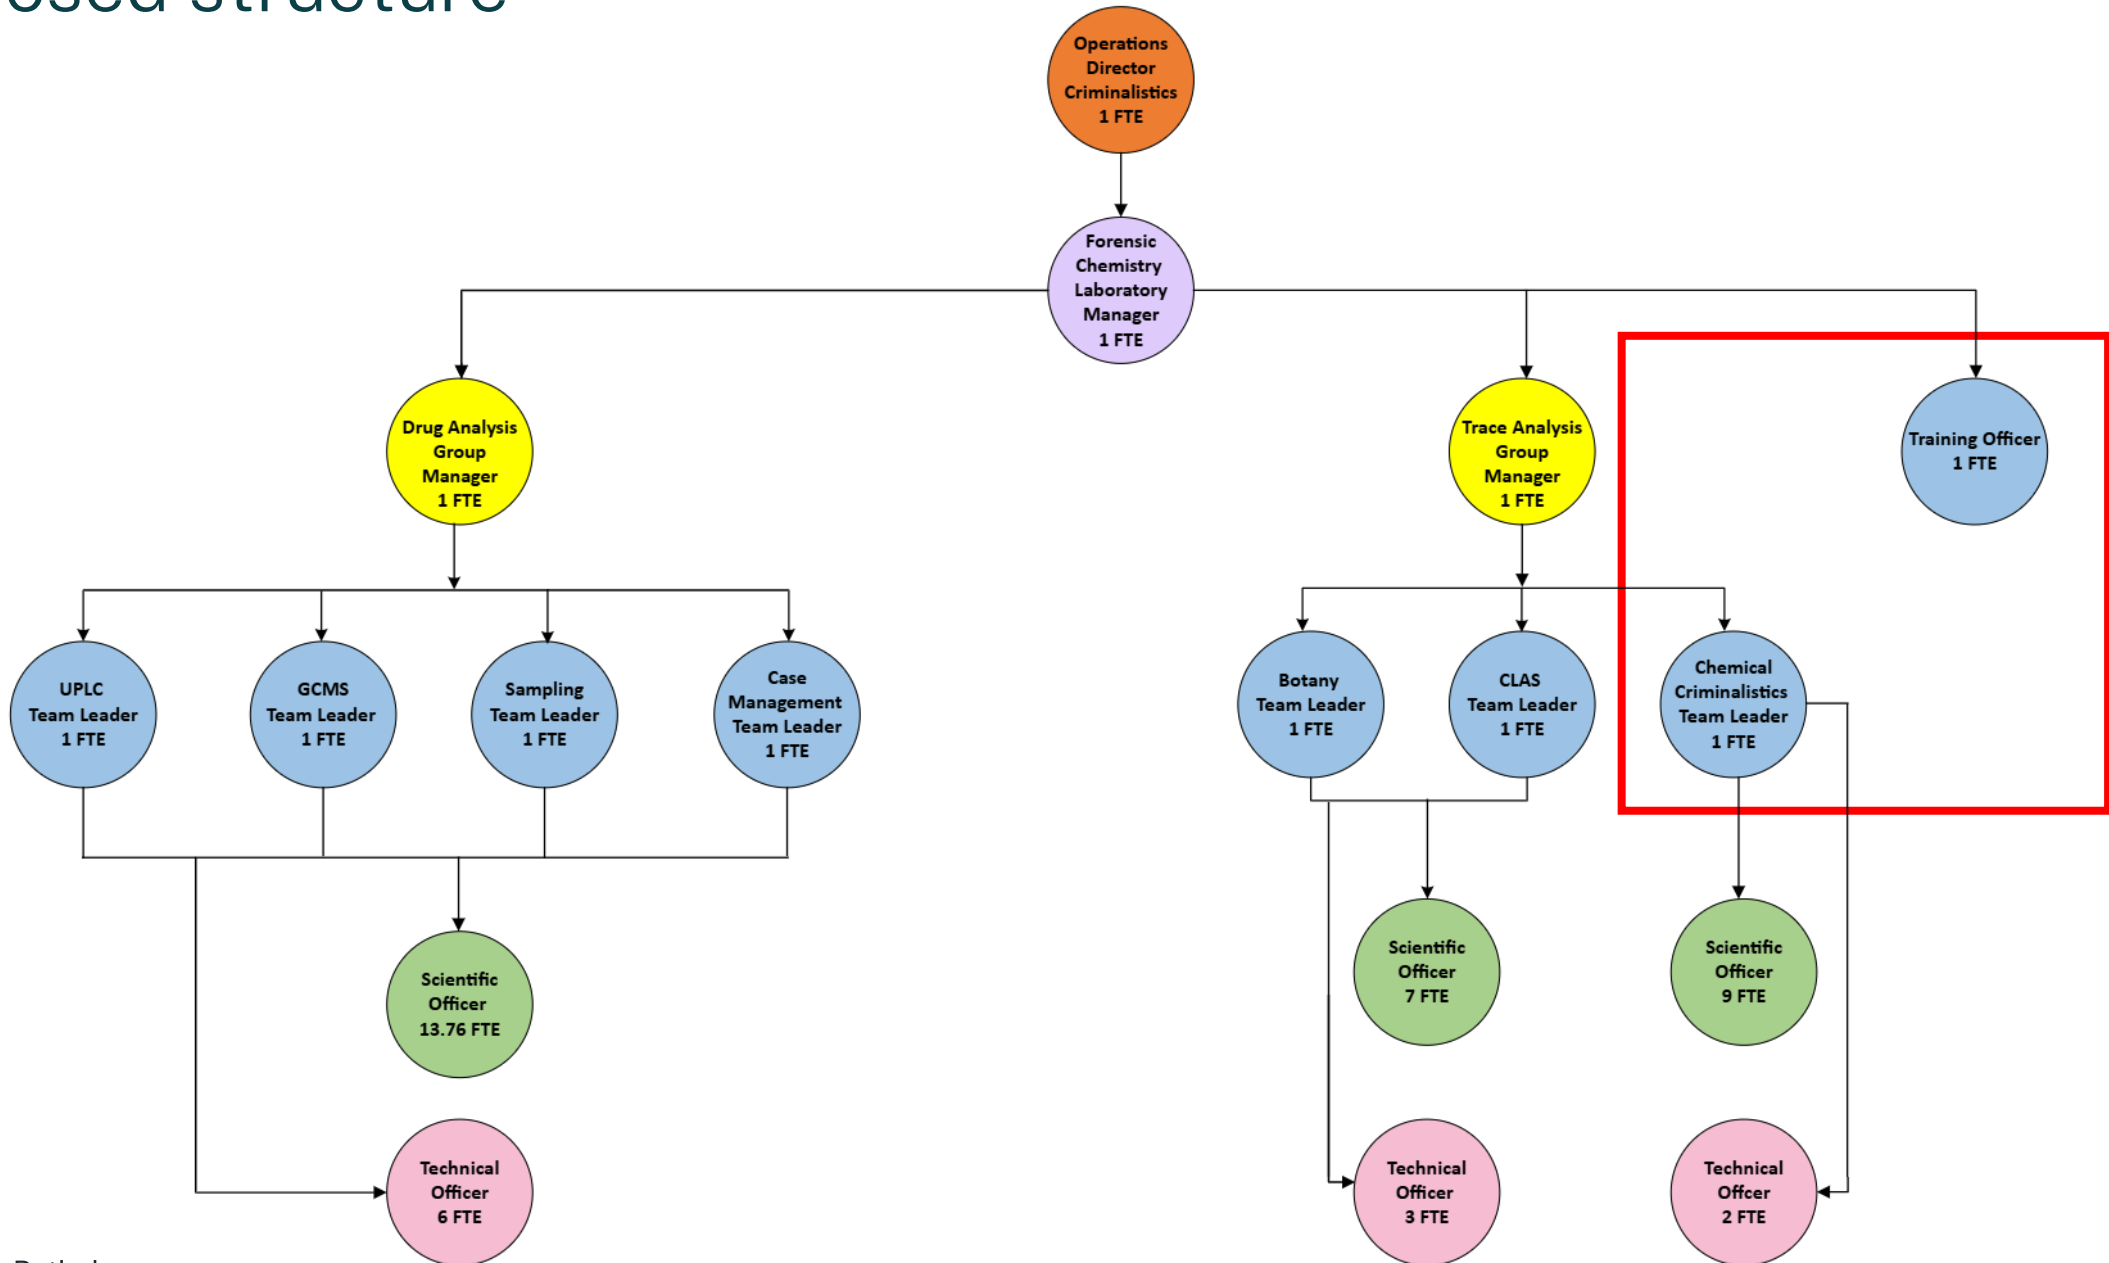 Operations
Director
Criminalistics
1 FTE
Forensic
Chemistry
Laboratory
Manager
1 FTE
Drug Analysis
Group
Manager
1 FTE
Trace Analysis
Group
Manager
1 FTE
Training Officer
1 FTE
UPLC
Team Leader
1 FTE
GCMS
Team Leader
1 FTE
Sampling
Team Leader
1 FTE
Case
Management
Team Leader
1 FTE
Botany
Team Leader
1 FTE
CLAS
Team Leader
1 FTE
Chemical
Criminalistics
Team Leader
1 FTE
Scientific
Officer
13.76 FTE
Scientific
Officer
7 FTE
Scientific
Officer
9 FTE
Technical
Officer
6 FTE
Technical
Officer
3 FTE
Technical
Offcer
2 FTE